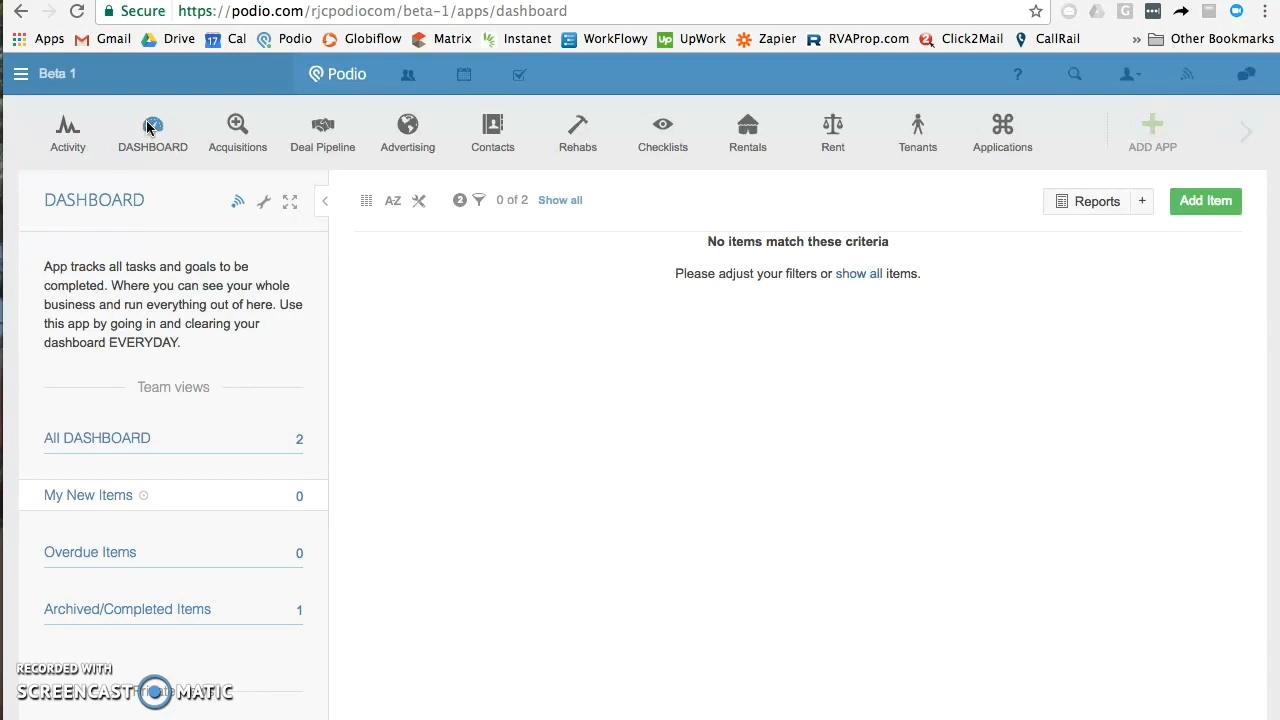 Secure https://podio.com/rjcpodiocom/beta-1/apps/dashboard
Apps Gmail Drive 17 Cal Podio Globiflow Matrix Instanet WorkFlowy up UpWork Zapier R RVAProp.com 2 Click2Mail CallRail » Other Bookmarks
Beta 1 Podio ?
Activity DASHBOARD Acquisitions Deal Pipeline Advertising Contacts Rehabs Checklists Rentals Rent Tenants Applications ADD APP
DASHBOARD
A-Z 2 0 of 2 Show all Reports + Add Item
No items match these criteria
Please adjust your filters or show all items.
App tracks all tasks and goals to be
completed. Where you can see your whole
business and run everything out of here. Use
this app by going in and clearing your
dashboard EVERYDAY.
Team views
All DASHBOARD 2
My New Items 0
Overdue Items 0
Archived/Completed Items 1
RECORDED WITH
SCREENCAST MATIC